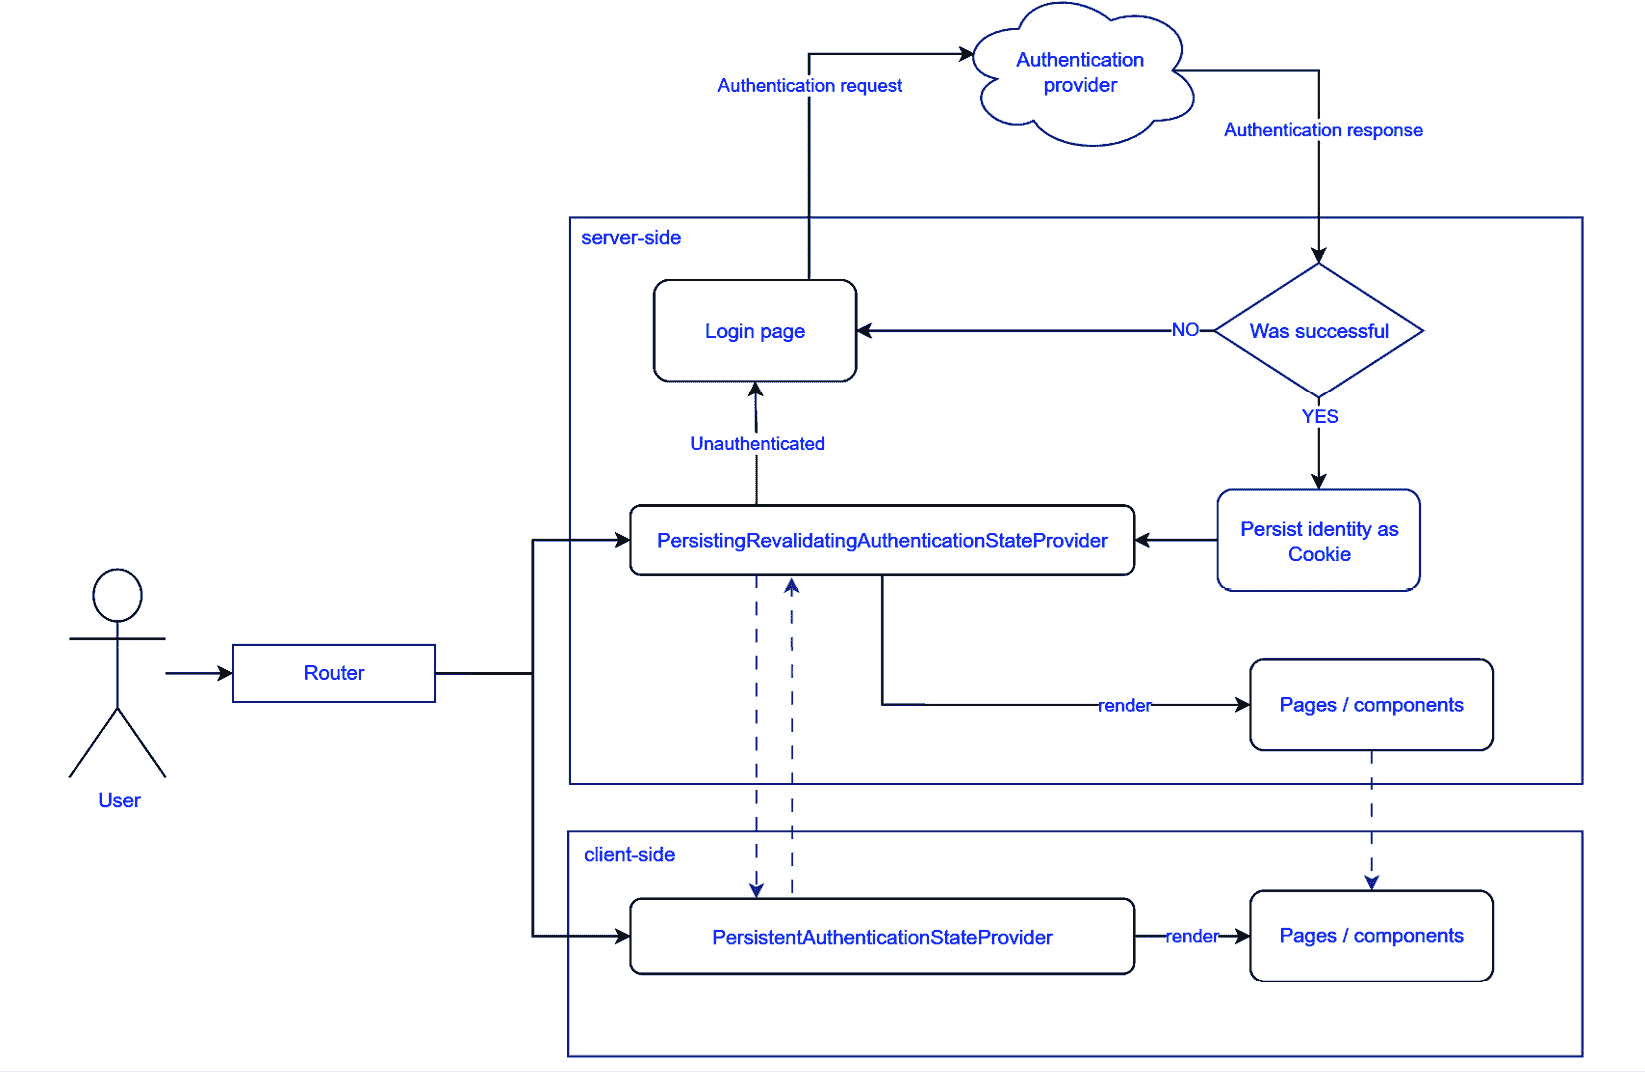 Authentication
provider
Authentication request
Authentication response
server-side
Login page
NO
Was successful
YES
Unauthenticated
PersistingRevalidatingAuthenticationStateProvider
Persist identity as
Cookie
Router
render
Pages / components
User
client-side
PersistentAuthenticationStateProvider
render
Pages / components